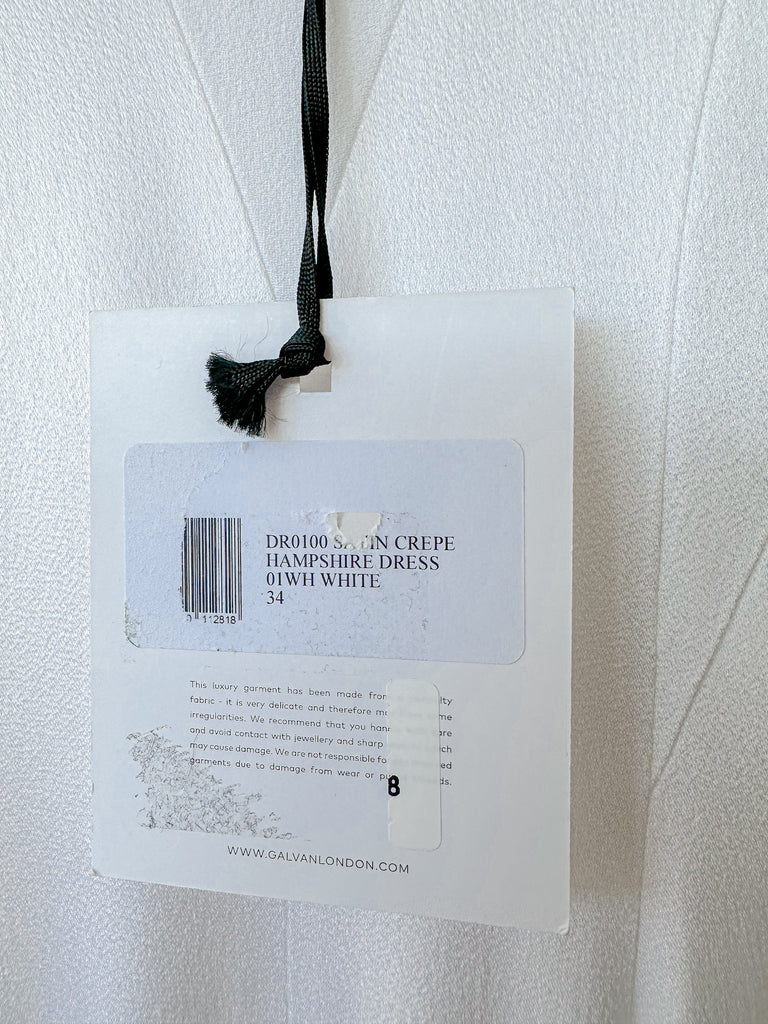 DR0100 SATIN CREPE
HAMPSHIRE DRESS
01WH WHITE
34
0 112818
This luxury garment has been made from
fabric - it is very delicate and therefore
irregularities. We recommend that you
and avoid contact with jewellery and sharp
may cause damage. We are not responsible
garments due to damage from wear or
8
WWW.GALVANLONDON.COM